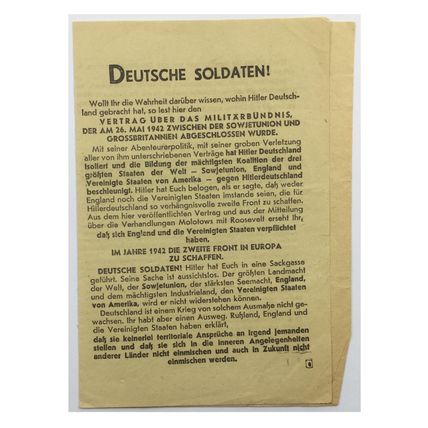 DEUTSCHE SOLDATEN!
Wollt Ihr die Wahrheit darüber wissen, wohin Hitler Deutsch-
land gebracht hat, so lest hier den
VERTRAG ÜBER DAS MILITÄRBÜNDNIS,
DER AM 26. MAI 1942 ZWISCHEN DER SOWJETUNION UND
GROSSBRITANNIEN ABGESCHLOSSEN WURDE.
Mit seiner Abenteurerpolitik, mit seiner groben Verletzung
aller von ihm unterschriebenen Verträge hat Hitler Deutschland
isoliert und die Bildung der mächtigsten Koalition der drei
größten Staaten der Welt — Sowjetunion, England und
Vereinigte Staaten von Amerika — gegen Hitlerdeutschland
beschleunigt. Hitler hat Euch belogen, als er sagte, daß weder
England noch die Vereinigten Staaten imstande seien, die für
Hitlerdeutschland so verhängnisvolle zweite Front zu schaffen.
Aus dem hier veröffentlichten Vertrag und aus der Mitteilung
über die Verhandlungen Molotows mit Roosevelt ersieht Ihr,
daß sich England und die Vereinigten Staaten verpflichtet
haben,
IM JAHRE 1942 DIE ZWEITE FRONT IN EUROPA
ZU SCHAFFEN.
DEUTSCHE SOLDATEN! Hitler hat Euch in eine Sackgasse
geführt. Seine Sache ist aussichtslos. Der größten Landmacht
der Welt, der Sowjetunion, der stärksten Seemacht, England,
und dem mächtigsten Industrieland, den Vereinigten Staaten
von Amerika, wird er nicht widerstehen können.
Deutschland ist einem Krieg von solchem Ausmaße nicht ge-
wachsen. Ihr habt aber einen Ausweg. Rußland, England und
die Vereinigten Staaten haben erklärt,
daß sie keinerlei territoriale Ansprüche an irgend jemanden
stellen und daß sie sich in die inneren Angelegenheiten
anderer Länder nicht einmischen und auch in Zukunft nicht
einmischen werden.